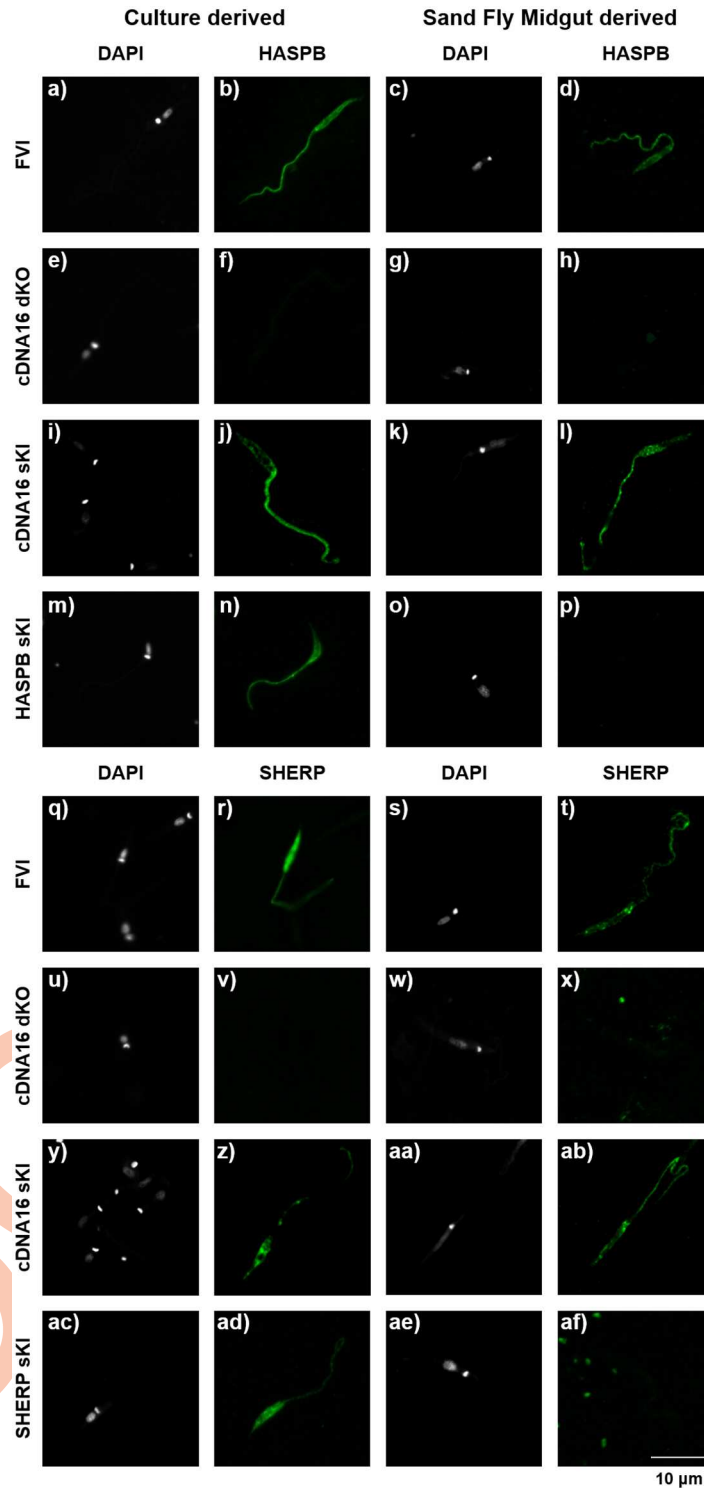 Culture derived Sand Fly Midgut derived
DAPI HASPB DAPI HASPB
FVI a) b) c) d)
cDNA16 dKO e) f) g) h)
cDNA16 sKI i) j) k) l)
HASPB sKI m) n) o) p)
DAPI SHERP DAPI SHERP
FVI q) r) s) t)
cDNA16 dKO u) v) w) x)
cDNA16 sKI y) z) aa) ab)
SHERP sKI ac) ad) ae) af)
10 µm